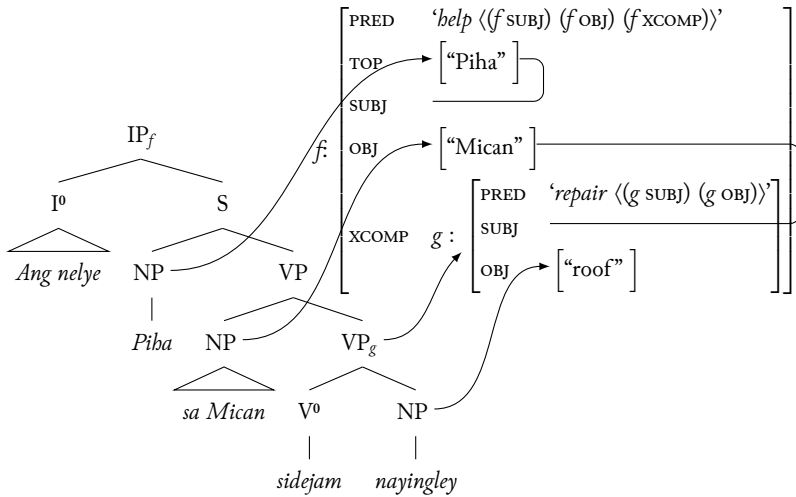 PRED ‘help ⟨(f SUBJ) (f OBJ) (f XCOMP)⟩’
TOP [“Piha”]
SUBJ
f: OBJ [“Mican”]
XCOMP g :
PRED ‘repair ⟨(g SUBJ) (g OBJ)⟩’
SUBJ
OBJ [“roof”]
IPf
I⁰ S
Ang nelye NP VP
Piha NP VPg
sa Mican V⁰ NP
sidejam nayingley